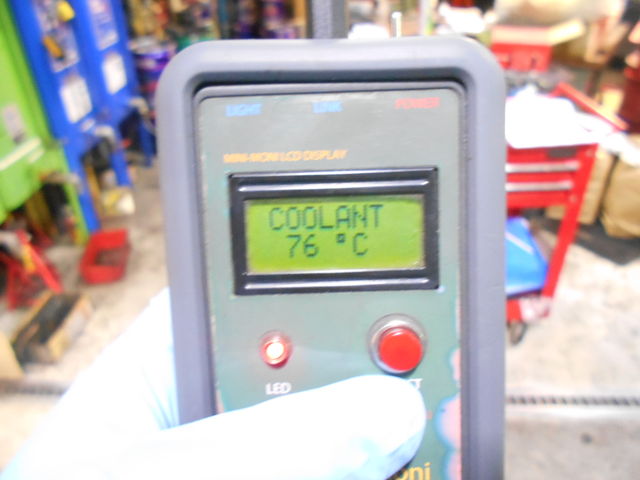 LIGHT LINK POWER
MINI-MONI LCD DISPLAY
COOLANT
76 °C
LED